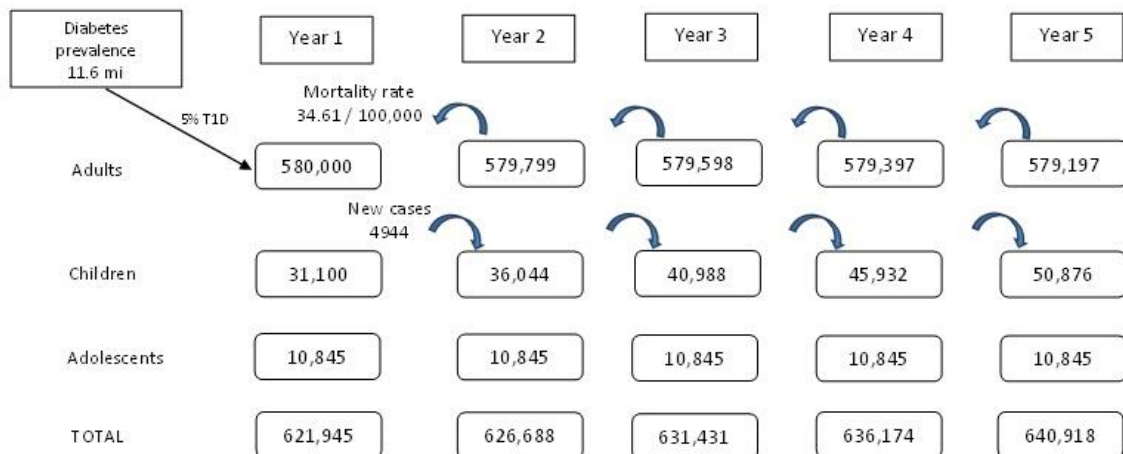 Diabetes
prevalence
11.6 mi
Year 1
Year 2
Year 3
Year 4
Year 5
Mortality rate
34.61 / 100,000
5% T1D
Adults
580,000
579,799
579,598
579,397
579,197
New cases
4944
Children
31,100
36,044
40,988
45,932
50,876
Adolescents
10,845
10,845
10,845
10,845
10,845
TOTAL
621,945
626,688
631,431
636,174
640,918